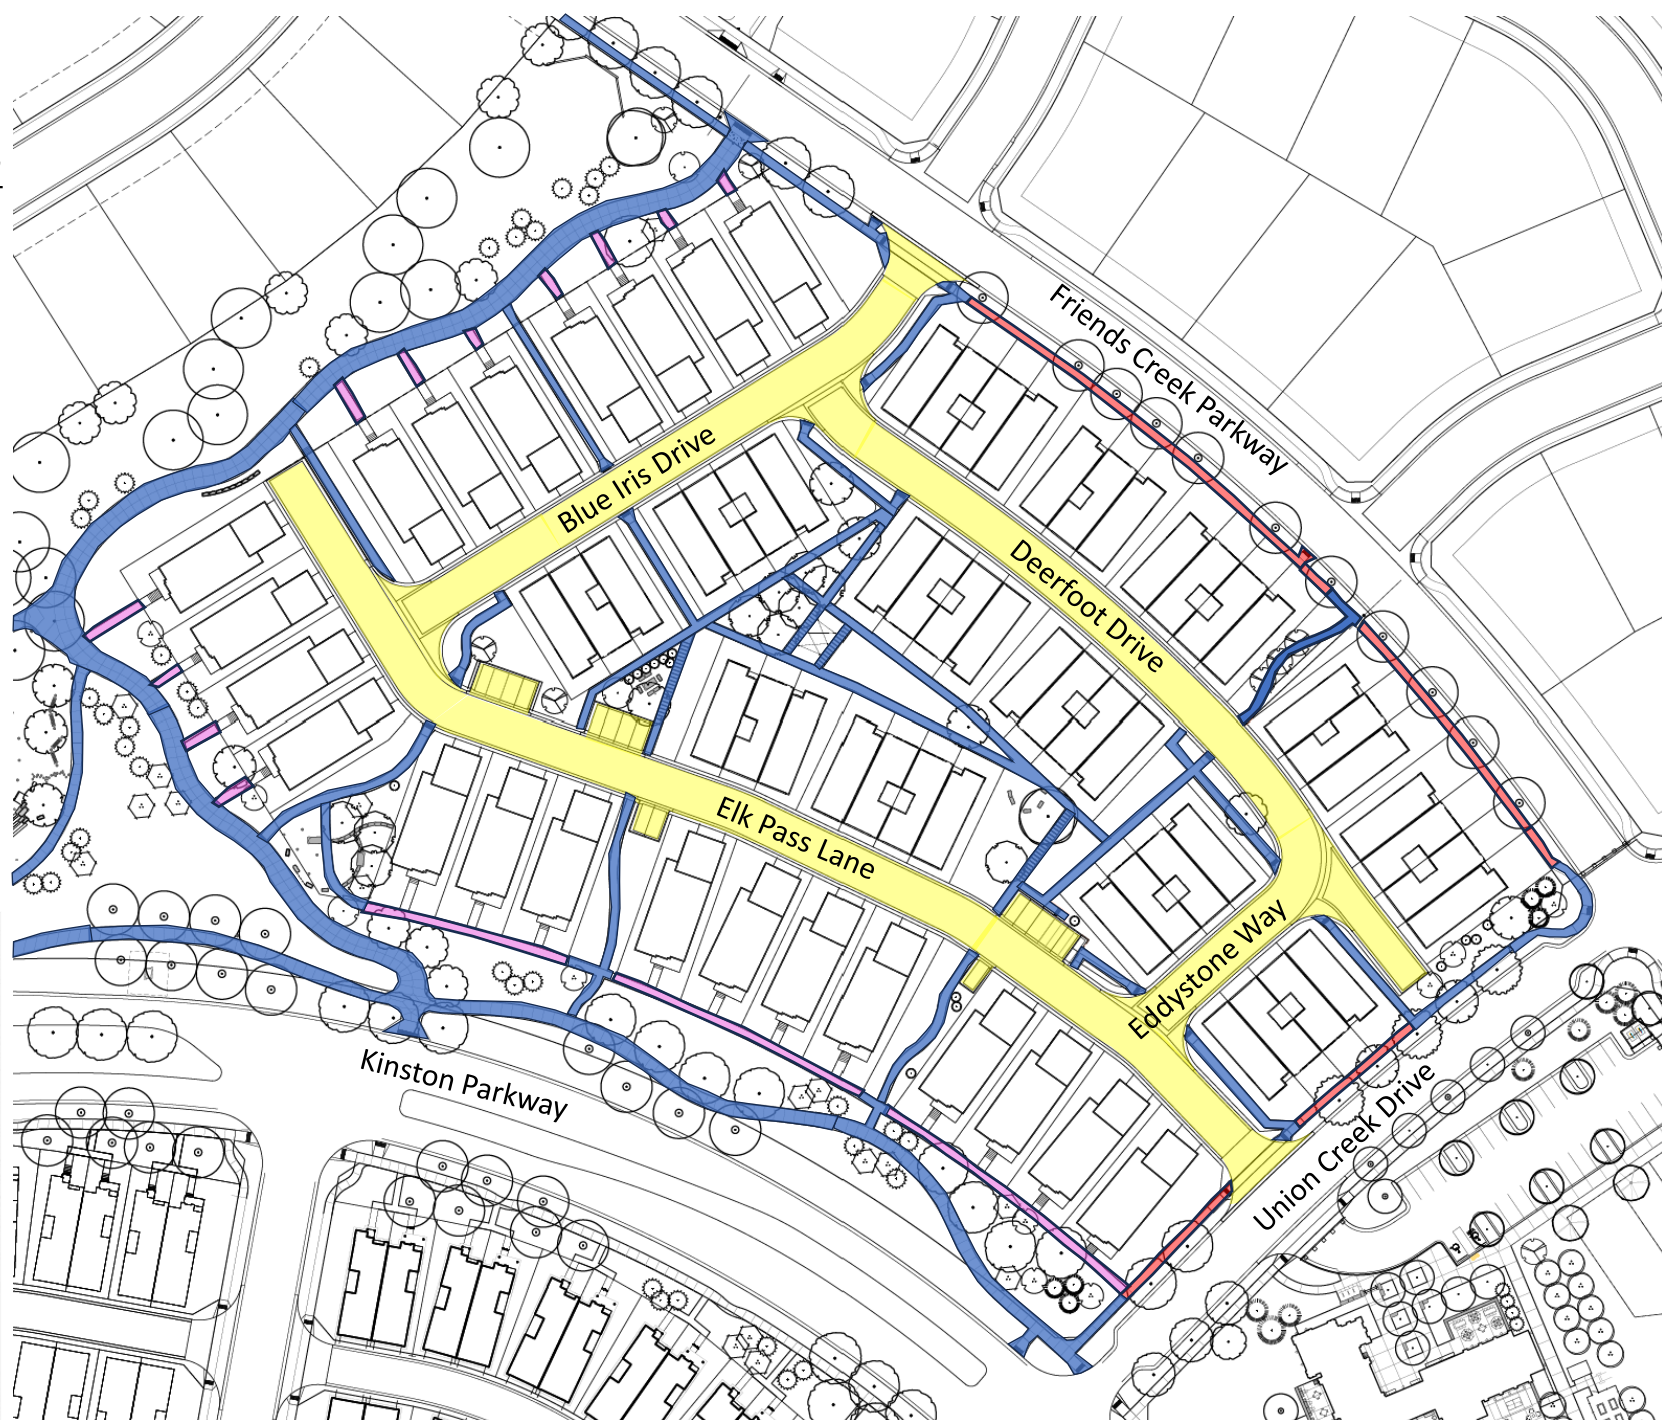 Friends Creek Parkway
Blue Iris Drive
Deerfoot Drive
Elk Pass Lane
Eddystone Way
Kinston Parkway
Union Creek Drive